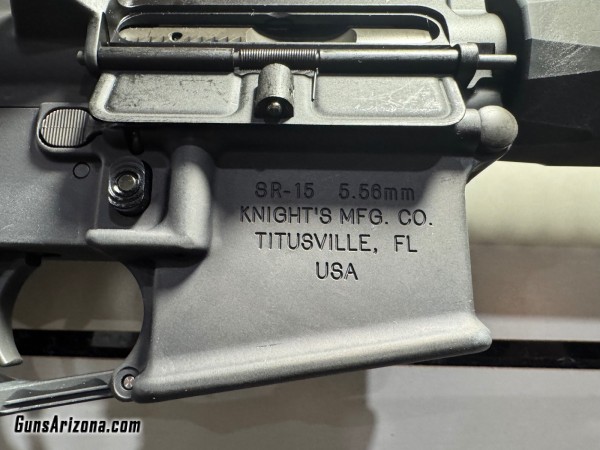 SR-15 5.56mm
KNIGHT'S MFG. CO.
TITUSVILLE, FL
USA
GunsArizona.com